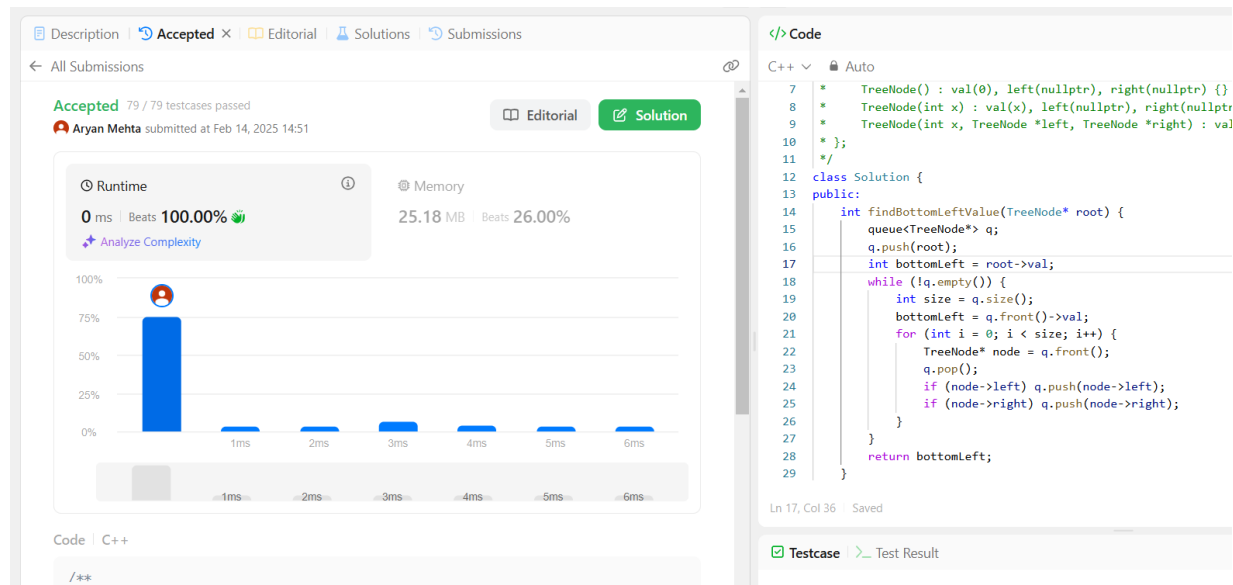 Description Accepted × Editorial Solutions Submissions
← All Submissions
Accepted 79 / 79 testcases passed
Aryan Mehta submitted at Feb 14, 2025 14:51
Editorial Solution
Runtime
0 ms Beats 100.00%
Analyze Complexity
Memory
25.18 MB Beats 26.00%
100%
75%
50%
25%
0%
1ms 2ms 3ms 4ms 5ms 6ms
1ms 2ms 3ms 4ms 5ms 6ms
Code C++
/**
</> Code
C++ Auto
7 * TreeNode() : val(0), left(nullptr), right(nullptr) {}
8 * TreeNode(int x) : val(x), left(nullptr), right(nullptr
9 * TreeNode(int x, TreeNode *left, TreeNode *right) : val
10 * };
11 */
12 class Solution {
13 public:
14 int findBottomLeftValue(TreeNode* root) {
15 queue<TreeNode*> q;
16 q.push(root);
17 int bottomLeft = root->val;
18 while (!q.empty()) {
19 int size = q.size();
20 bottomLeft = q.front()->val;
21 for (int i = 0; i < size; i++) {
22 TreeNode* node = q.front();
23 q.pop();
24 if (node->left) q.push(node->left);
25 if (node->right) q.push(node->right);
26 }
27 }
28 return bottomLeft;
29 }
Ln 17, Col 36 Saved
Testcase >_ Test Result